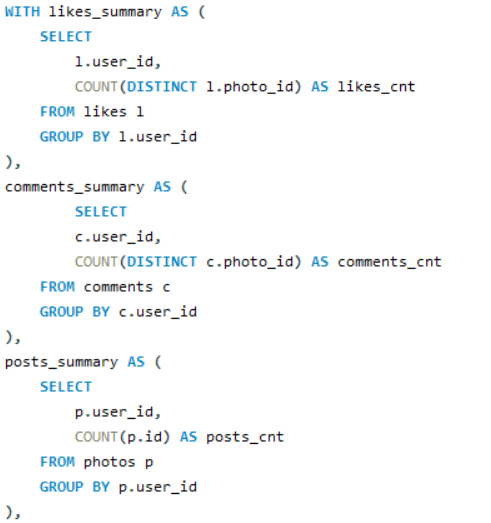 WITH likes_summary AS (
SELECT
l.user_id,
COUNT(DISTINCT l.photo_id) AS likes_cnt
FROM likes l
GROUP BY l.user_id
),
comments_summary AS (
SELECT
c.user_id,
COUNT(DISTINCT c.photo_id) AS comments_cnt
FROM comments c
GROUP BY c.user_id
),
posts_summary AS (
SELECT
p.user_id,
COUNT(p.id) AS posts_cnt
FROM photos p
GROUP BY p.user_id
),